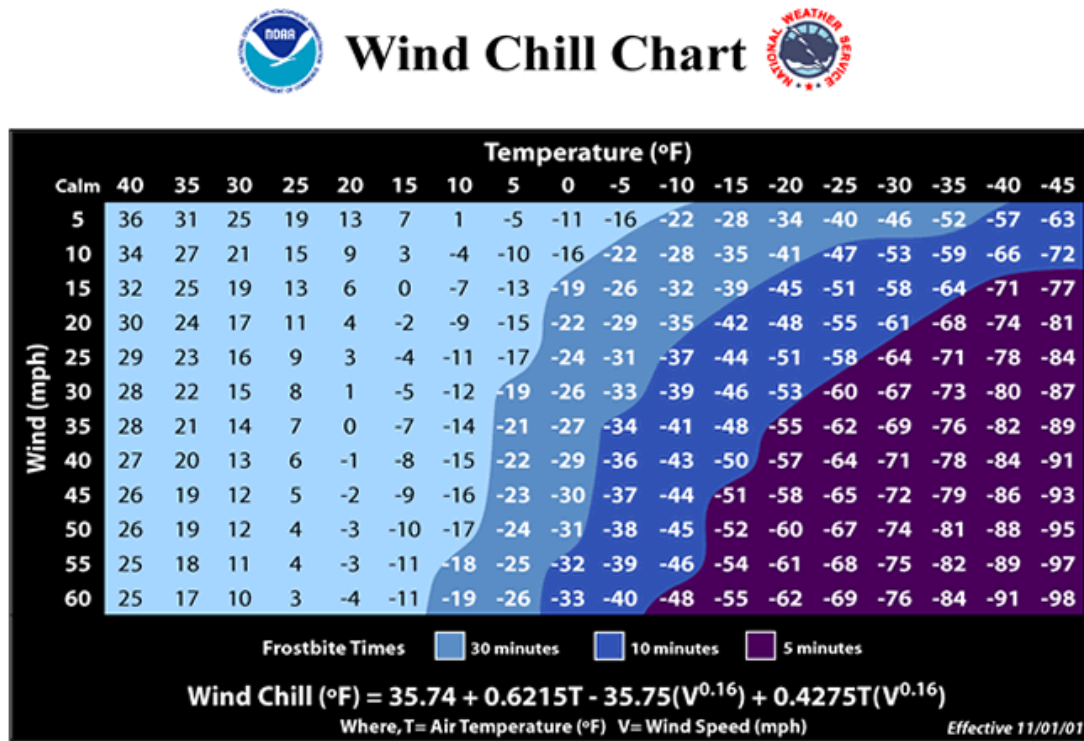 NOAA
Wind Chill Chart
NATIONAL WEATHER SERVICE
Temperature (ºF)
Calm 40 35 30 25 20 15 10 5 0 -5 -10 -15 -20 -25 -30 -35 -40 -45
Wind (mph)
5 36 31 25 19 13 7 1 -5 -11 -16 -22 -28 -34 -40 -46 -52 -57 -63
10 34 27 21 15 9 3 -4 -10 -16 -22 -28 -35 -41 -47 -53 -59 -66 -72
15 32 25 19 13 6 0 -7 -13 -19 -26 -32 -39 -45 -51 -58 -64 -71 -77
20 30 24 17 11 4 -2 -9 -15 -22 -29 -35 -42 -48 -55 -61 -68 -74 -81
25 29 23 16 9 3 -4 -11 -17 -24 -31 -37 -44 -51 -58 -64 -71 -78 -84
30 28 22 15 8 1 -5 -12 -19 -26 -33 -39 -46 -53 -60 -67 -73 -80 -87
35 28 21 14 7 0 -7 -14 -21 -27 -34 -41 -48 -55 -62 -69 -76 -82 -89
40 27 20 13 6 -1 -8 -15 -22 -29 -36 -43 -50 -57 -64 -71 -78 -84 -91
45 26 19 12 5 -2 -9 -16 -23 -30 -37 -44 -51 -58 -65 -72 -79 -86 -93
50 26 19 12 4 -3 -10 -17 -24 -31 -38 -45 -52 -60 -67 -74 -81 -88 -95
55 25 18 11 4 -3 -11 -18 -25 -32 -39 -46 -54 -61 -68 -75 -82 -89 -97
60 25 17 10 3 -4 -11 -19 -26 -33 -40 -48 -55 -62 -69 -76 -84 -91 -98
Frostbite Times 30 minutes 10 minutes 5 minutes
Wind Chill (ºF) = 35.74 + 0.6215T - 35.75(V^0.16) + 0.4275T(V^0.16)
Where, T= Air Temperature (ºF) V= Wind Speed (mph) Effective 11/01/01